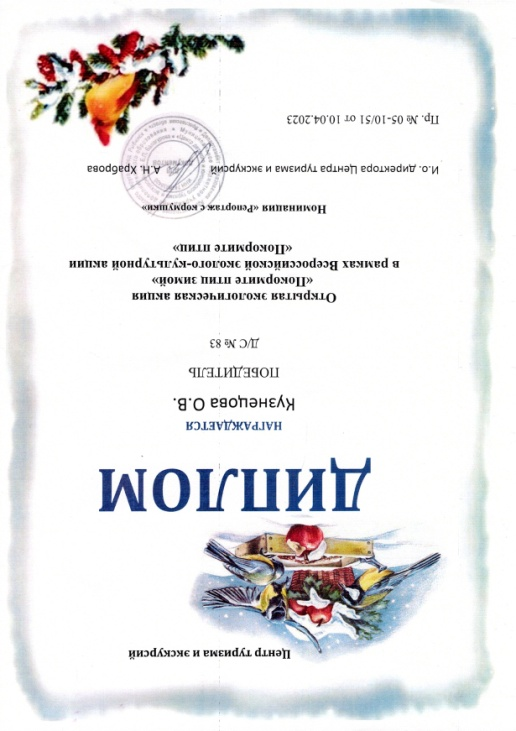 Центр туризма и экскурсий
ДИПЛОМ
НАГРАЖДАЕТСЯ
Кузнецова О.В.
ПОБЕДИТЕЛЬ
Д/С № 83
Открытая экологическая акция
«Покормите птиц зимой»
в рамках Всероссийской эколого-культурной акции
«Покормите птиц»
Номинация «Репортаж с кормушки»
И.о. директора Центра туризма и экскурсий А.Н. Храброва
Пр. № 05-10/51 от 10.04.2023